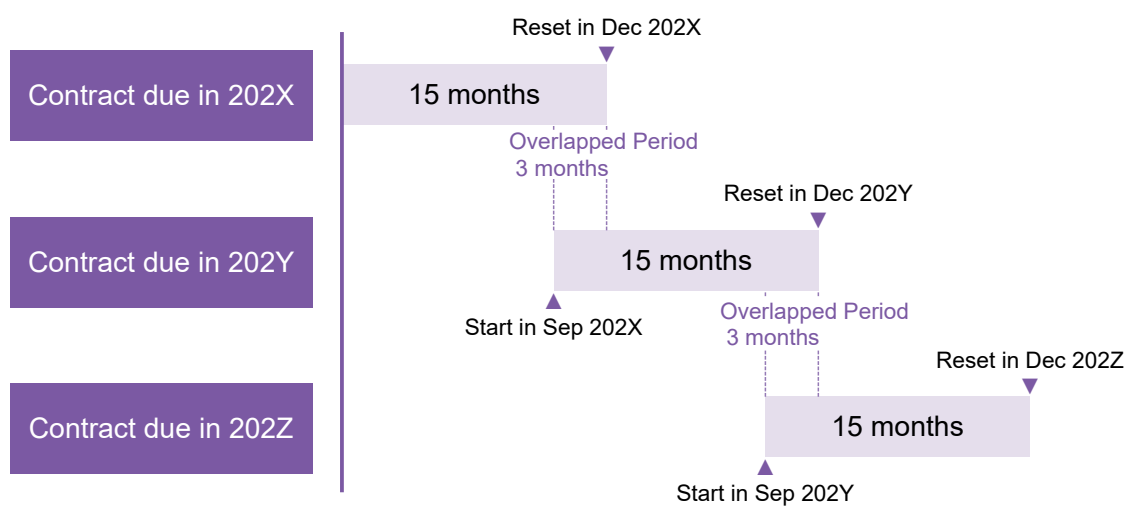 Reset in Dec 202X
Contract due in 202X
15 months
Overlapped Period
3 months
Reset in Dec 202Y
Contract due in 202Y
15 months
Start in Sep 202X
Overlapped Period
3 months
Reset in Dec 202Z
Contract due in 202Z
15 months
Start in Sep 202Y